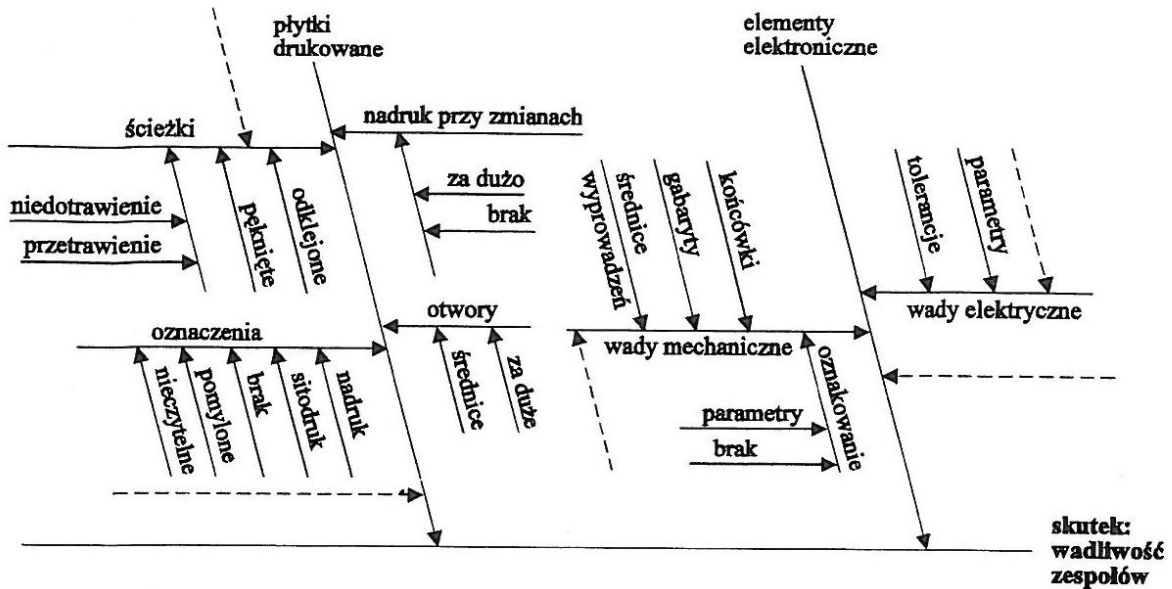 płytki
drukowane
elementy
elektroniczne
ścieżki
nadruk przy zmianach
niedotrawienie
przetrawienie
pęknięte
odklejone
za dużo
brak
średnice
wyprowadzeń
gabaryty
końcówki
tolerancje
parametry
wady elektryczne
oznaczenia
otwory
wady mechaniczne
nieczytelne
pomylone
brak
sitodruk
nadruk
średnice
za duże
oznakowanie
parametry
brak
skutek:
wadliwość
zespołów